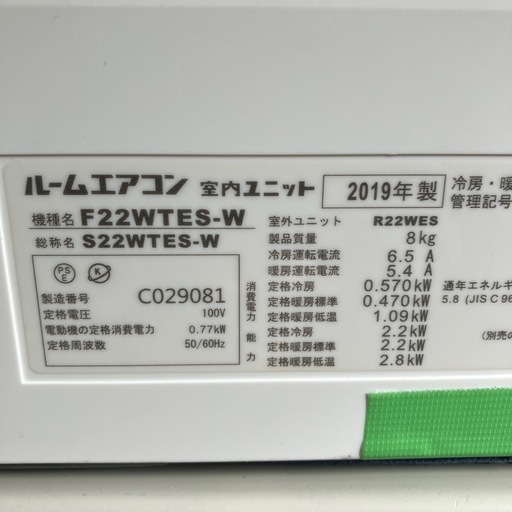 ルームエアコン 室内ユニット 2019年製 冷房・暖
管理記号
機種名 F22WTES-W
総称名 S22WTES-W
室外ユニット R22WES
製品質量 8kg
冷房運転電流 6.5 A
暖房運転電流 5.4 A
消費電力 定格冷房 0.570kW
定格暖房標準 0.470kW
定格暖房低温 1.09kW
能力 定格冷房 2.2kW
定格暖房標準 2.2kW
定格暖房低温 2.8kW
PSE
製造番号 C029081
定格電圧 100V
電動機の定格消費電力 0.77kW
定格周波数 50/60Hz
通年エネルギ
5.8 (JIS C 96
(別売の